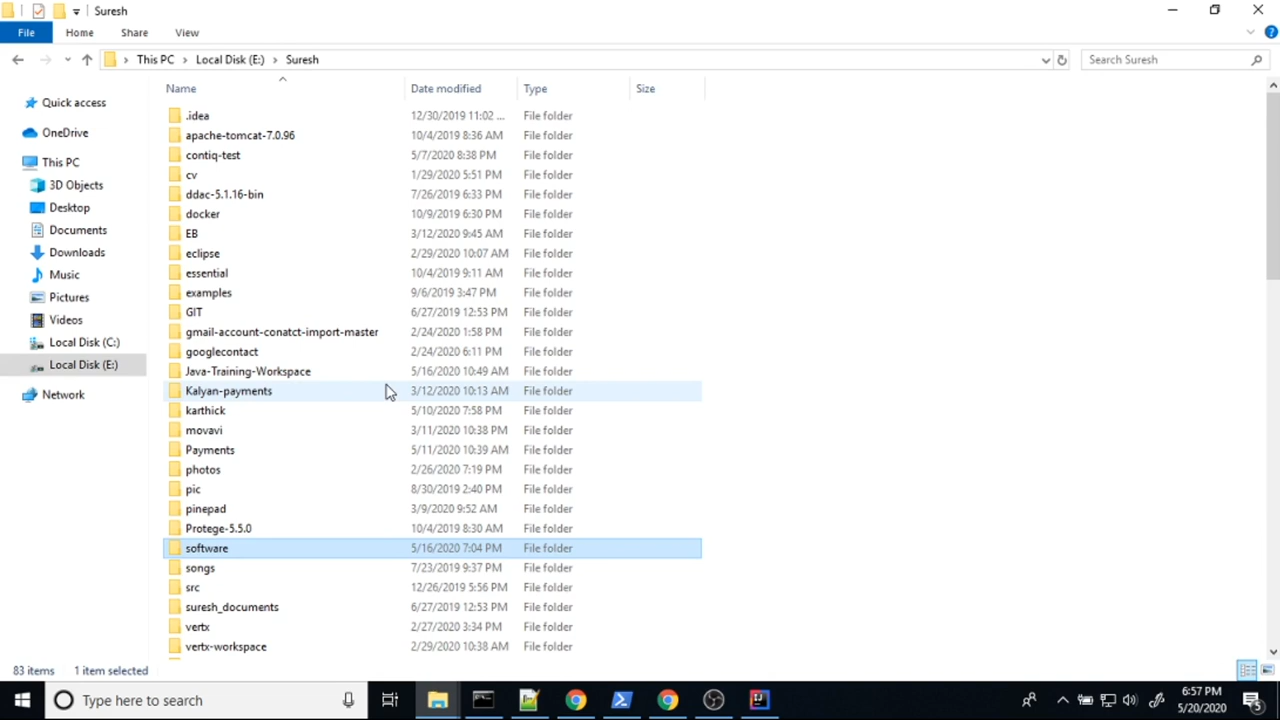 Suresh
File Home Share View
This PC Local Disk (E:) Suresh Search Suresh
Name Date modified Type Size
Quick access
OneDrive
This PC
3D Objects
Desktop
Documents
Downloads
Music
Pictures
Videos
Local Disk (C:)
Local Disk (E:)
Network
.idea 12/30/2019 11:02 ... File folder
apache-tomcat-7.0.96 10/4/2019 8:36 AM File folder
contiq-test 5/7/2020 8:38 PM File folder
cv 1/29/2020 5:51 PM File folder
ddac-5.1.16-bin 7/26/2019 6:33 PM File folder
docker 10/9/2019 6:30 PM File folder
EB 3/12/2020 9:45 AM File folder
eclipse 2/29/2020 10:07 AM File folder
essential 10/4/2019 9:11 AM File folder
examples 9/6/2019 3:47 PM File folder
GIT 6/27/2019 12:53 PM File folder
gmail-account-conatct-import-master 2/24/2020 1:58 PM File folder
googlecontact 2/24/2020 6:11 PM File folder
Java-Training-Workspace 5/16/2020 10:49 AM File folder
Kalyan-payments 3/12/2020 10:13 AM File folder
karthick 5/10/2020 7:58 PM File folder
movavi 3/11/2020 10:38 PM File folder
Payments 5/11/2020 10:39 AM File folder
photos 2/26/2020 7:19 PM File folder
pic 8/30/2019 2:40 PM File folder
pinepad 3/9/2020 9:52 AM File folder
Protege-5.5.0 10/4/2019 8:30 AM File folder
software 5/16/2020 7:04 PM File folder
songs 7/23/2019 9:37 PM File folder
src 12/26/2019 5:56 PM File folder
suresh_documents 6/27/2019 12:53 PM File folder
vertx 2/27/2020 3:34 PM File folder
vertx-workspace 2/29/2020 10:38 AM File folder
83 items 1 item selected
Type here to search
6:57 PM
5/20/2020
5